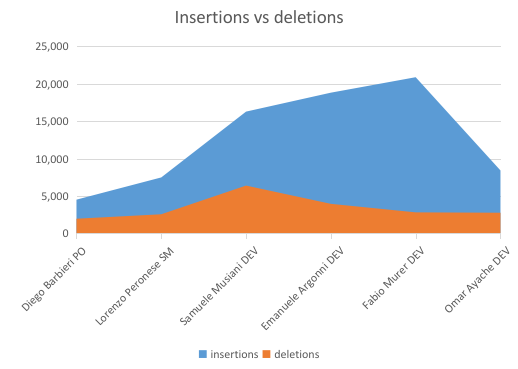 Insertions vs deletions
25,000
20,000
15,000
10,000
5,000
0
Diego Barbieri PO
Lorenzo Peronese SM
Samuele Musiani DEV
Emanuele Argonni DEV
Fabio Murer DEV
Omar Ayache DEV
insertions deletions